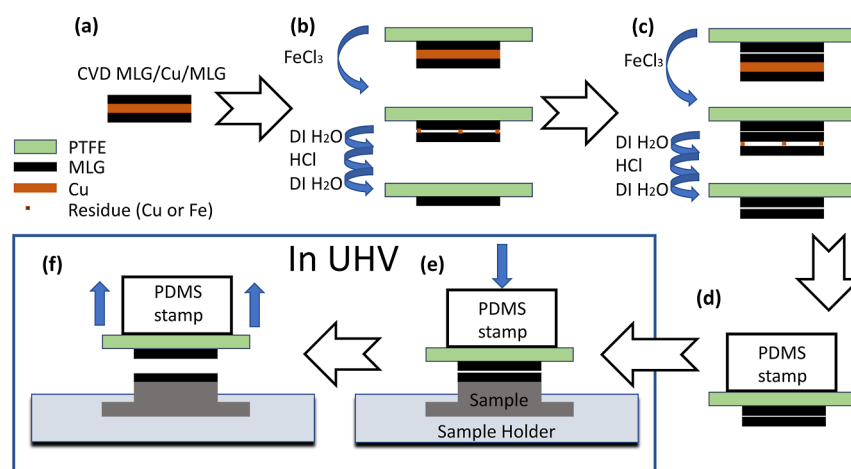 (a)
CVD MLG/Cu/MLG
PTFE
MLG
Cu
Residue (Cu or Fe)
(b)
FeCl₃
DI H₂O
HCl
DI H₂O
(c)
FeCl₃
DI H₂O
HCl
DI H₂O
(d)
PDMS
stamp
In UHV
(e)
PDMS
stamp
Sample
Sample Holder
(f)
PDMS
stamp